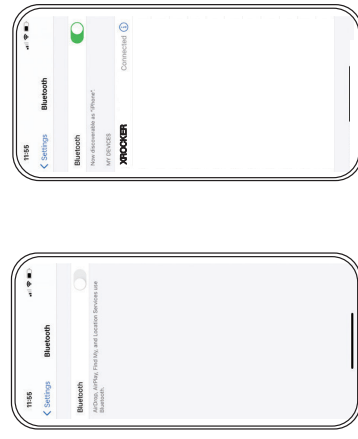 11:55
Settings
Bluetooth
Bluetooth
AirDrop, AirPlay, Find My, and Location Services use
Bluetooth.
11:55
Settings
Bluetooth
Bluetooth
Now discoverable as "iPhone".
MY DEVICES
XROCKER
Connected